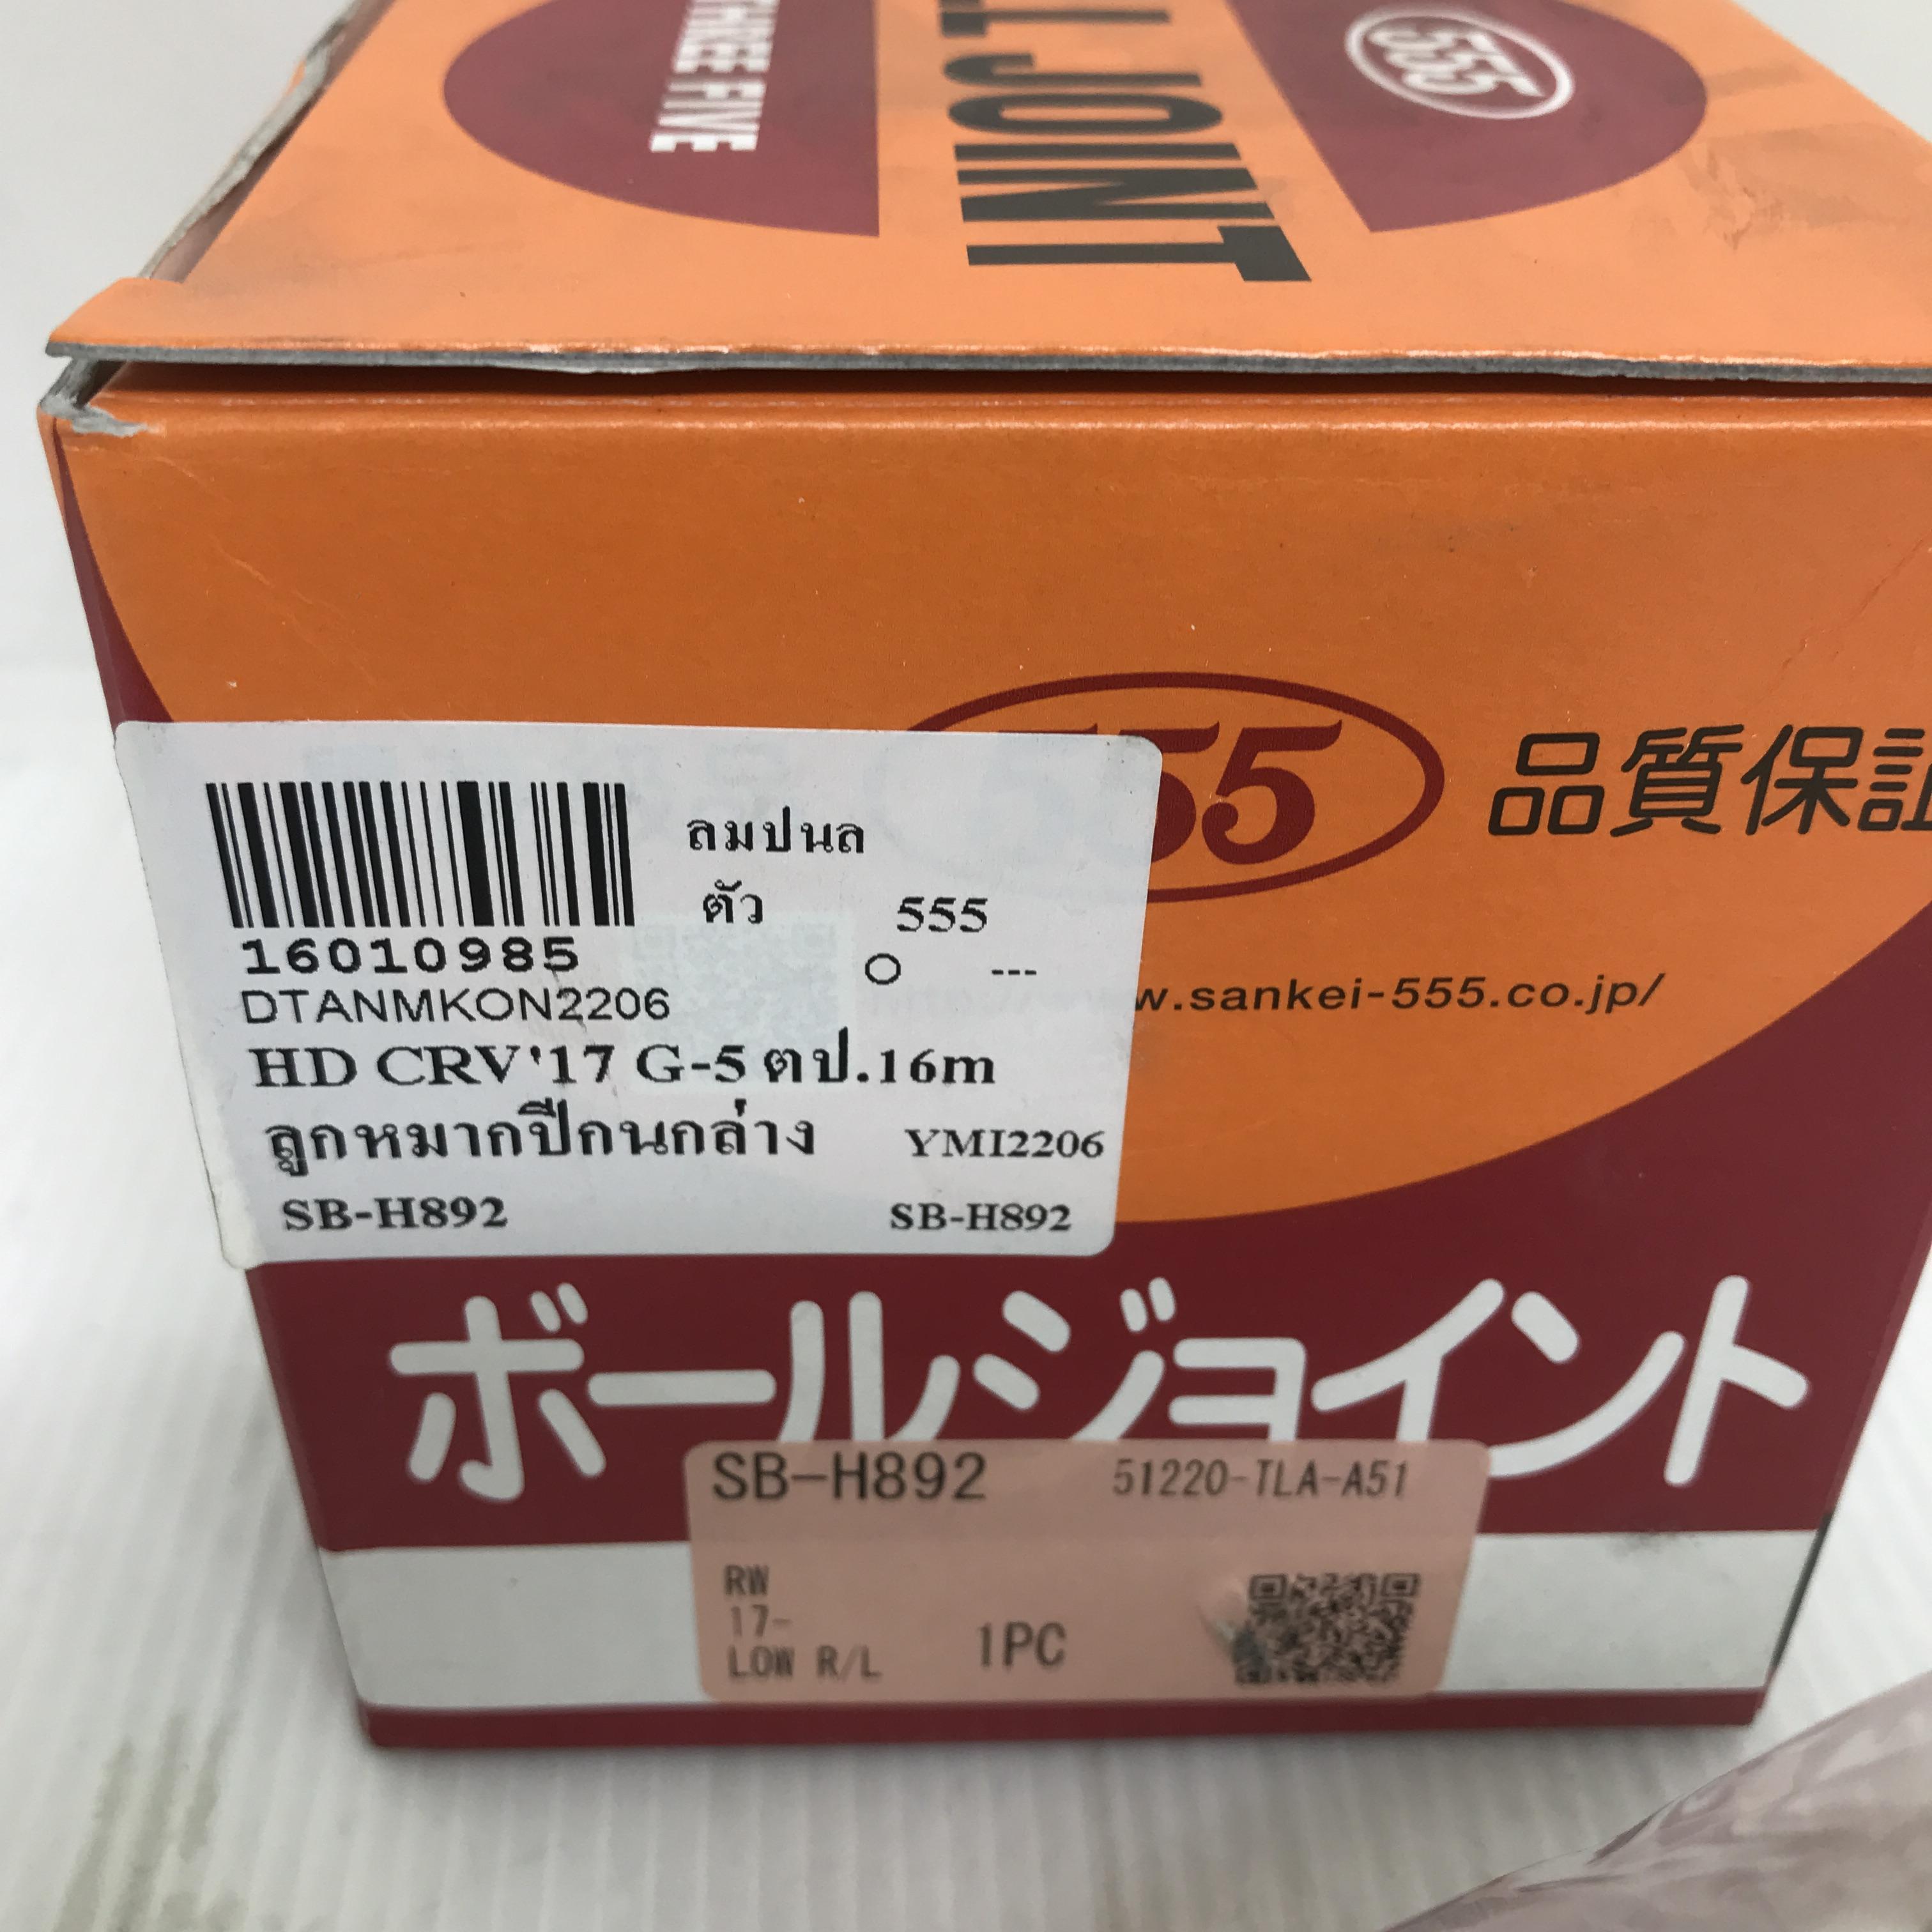 THREE FIVE
JOINT
555
555
品質保証
w.sankei-555.co.jp/
ลมปนล
ตัว 555
16010985 O ---
DTANMKON2206
HD CRV'17 G-5 ตป.16m
ลูกหมากปีกนกล่าง YMI2206
SB-H892 SB-H892
ボールジョイント
SB-H892 51220-TLA-A51
RW
17-
LOW R/L 1PC